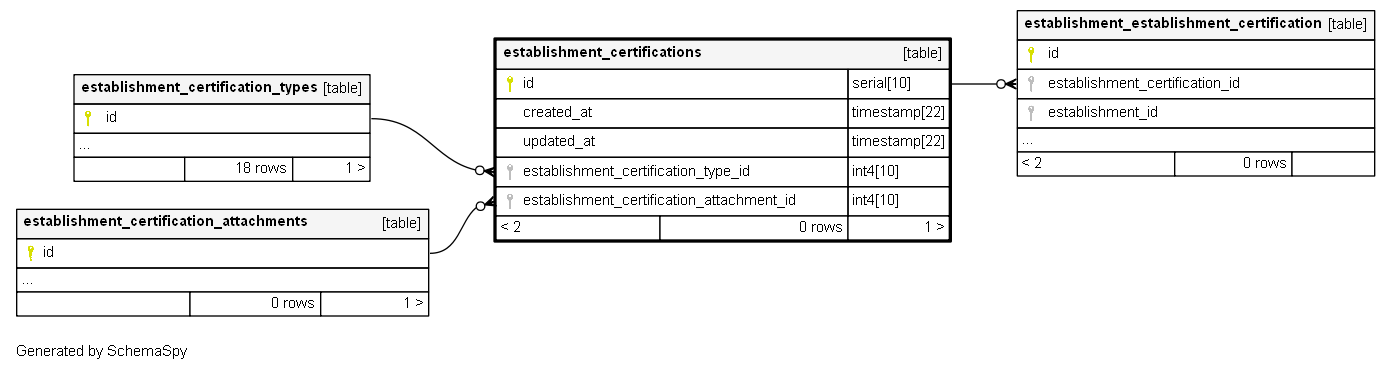 establishment_certification_types [table]
id
...
18 rows 1 >
establishment_certification_attachments [table]
id
...
0 rows 1 >
establishment_certifications [table]
id serial[10]
created_at timestamp[22]
updated_at timestamp[22]
establishment_certification_type_id int4[10]
establishment_certification_attachment_id int4[10]
< 2 0 rows 1 >
establishment_establishment_certification [table]
id
establishment_certification_id
establishment_id
...
< 2 0 rows
Generated by SchemaSpy